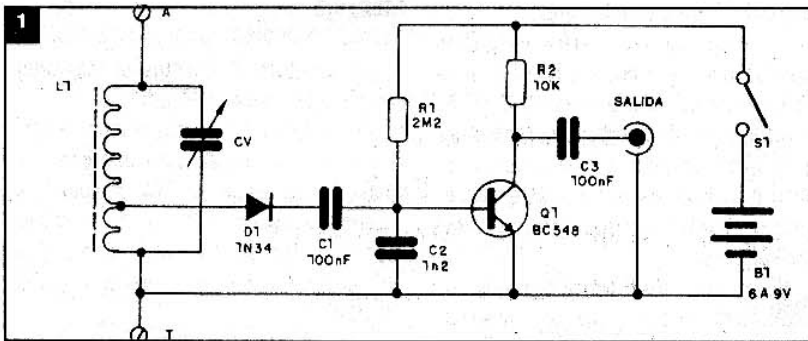 1
A
L1
CV
D1
1N34
C1
100nF
R1
2M2
C2
1n2
R2
10K
Q1
BC548
C3
100nF
SALIDA
S1
B1
6 A 9V
T